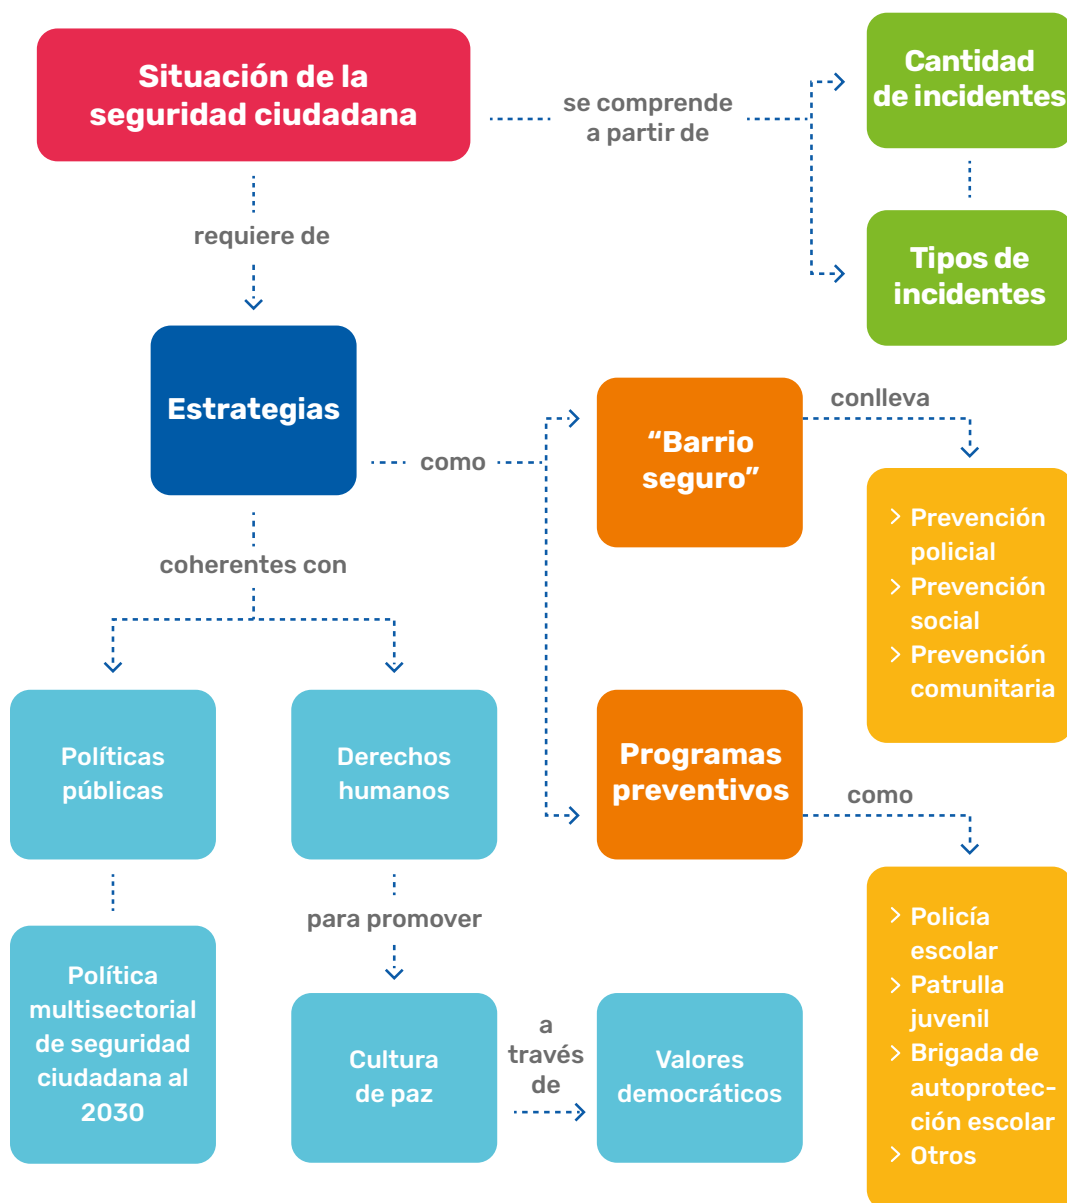 Situación de la
seguridad ciudadana
se comprende
a partir de
Cantidad
de incidentes
Tipos de
incidentes
requiere de
Estrategias
como
“Barrio
seguro”
conlleva
> Prevención
policial
> Prevención
social
> Prevención
comunitaria
coherentes con
Políticas
públicas
Derechos
humanos
Programas
preventivos
como
> Policía
escolar
> Patrulla
juvenil
> Brigada de
autoprotec-
ción escolar
> Otros
para promover
Política
multisectorial
de seguridad
ciudadana al
2030
Cultura
de paz
a
través
de
Valores
democráticos